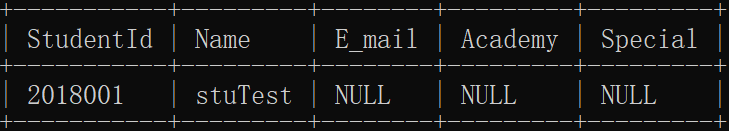 StudentId | Name | E_mail | Academy | Special
2018001 | stuTest | NULL | NULL | NULL